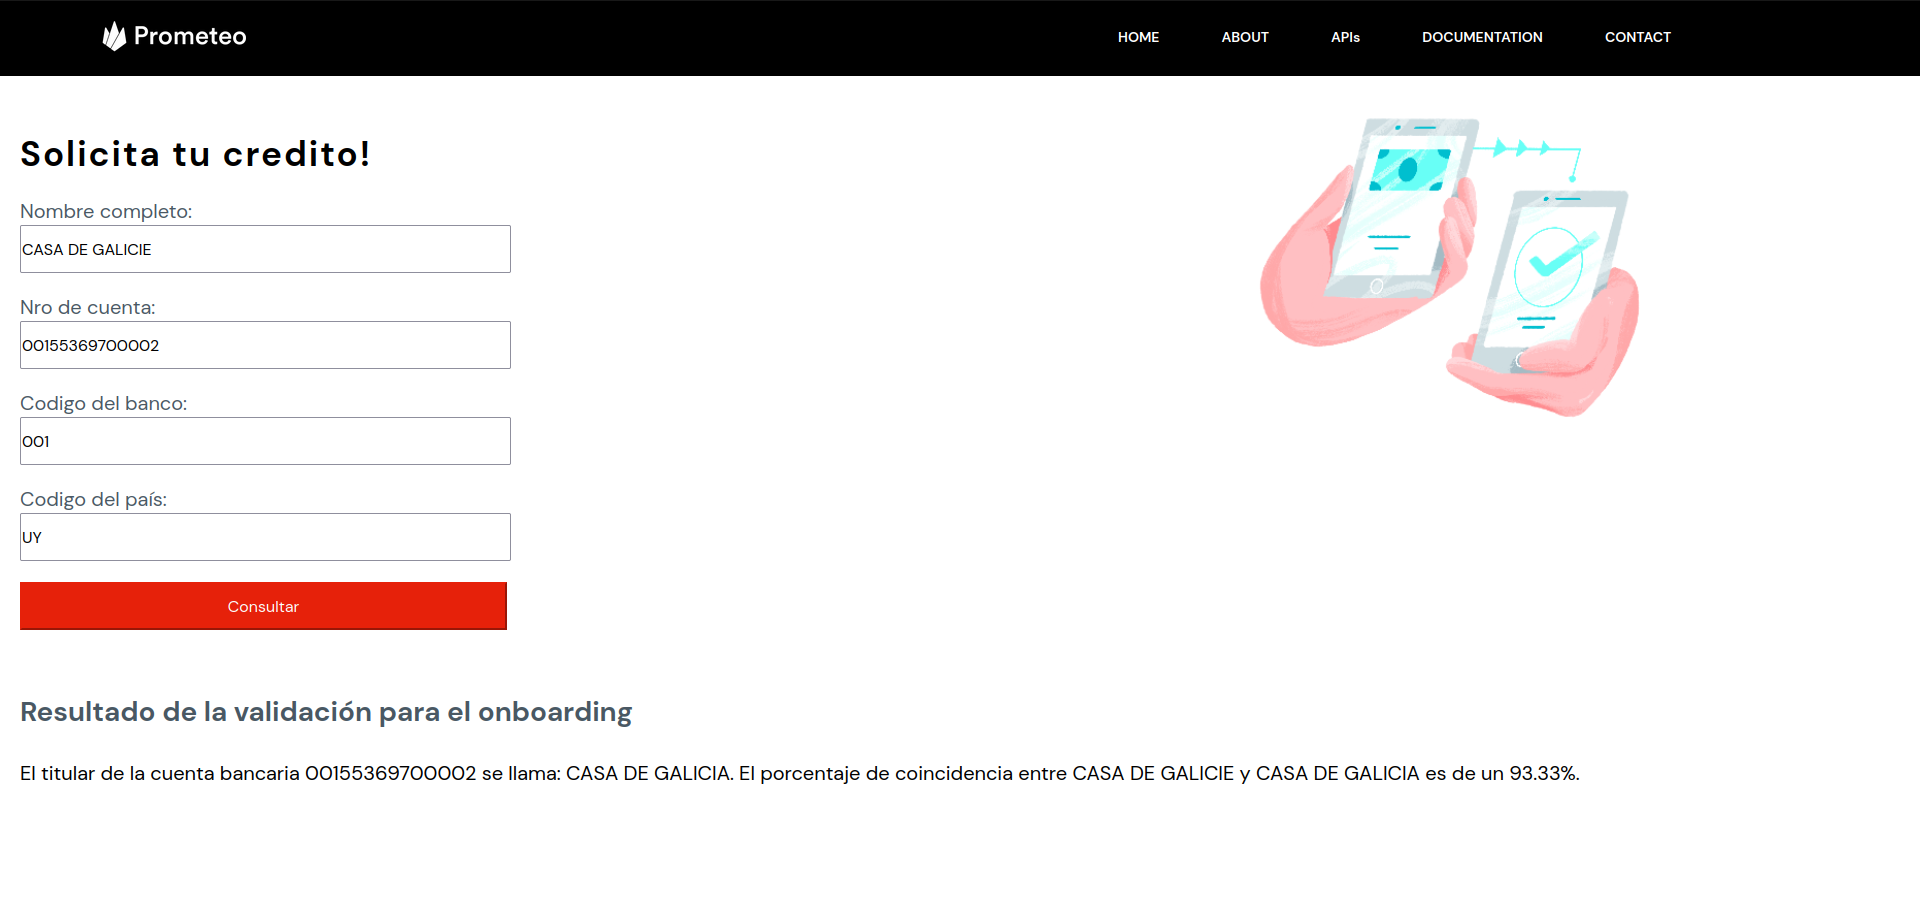 Prometeo
HOME ABOUT APIs DOCUMENTATION CONTACT
Solicita tu credito!
Nombre completo:
CASA DE GALICIE
Nro de cuenta:
00155369700002
Codigo del banco:
001
Codigo del país:
UY
Consultar
Resultado de la validación para el onboarding
El titular de la cuenta bancaria 00155369700002 se llama: CASA DE GALICIA. El porcentaje de coincidencia entre CASA DE GALICIE y CASA DE GALICIA es de un 93.33%.